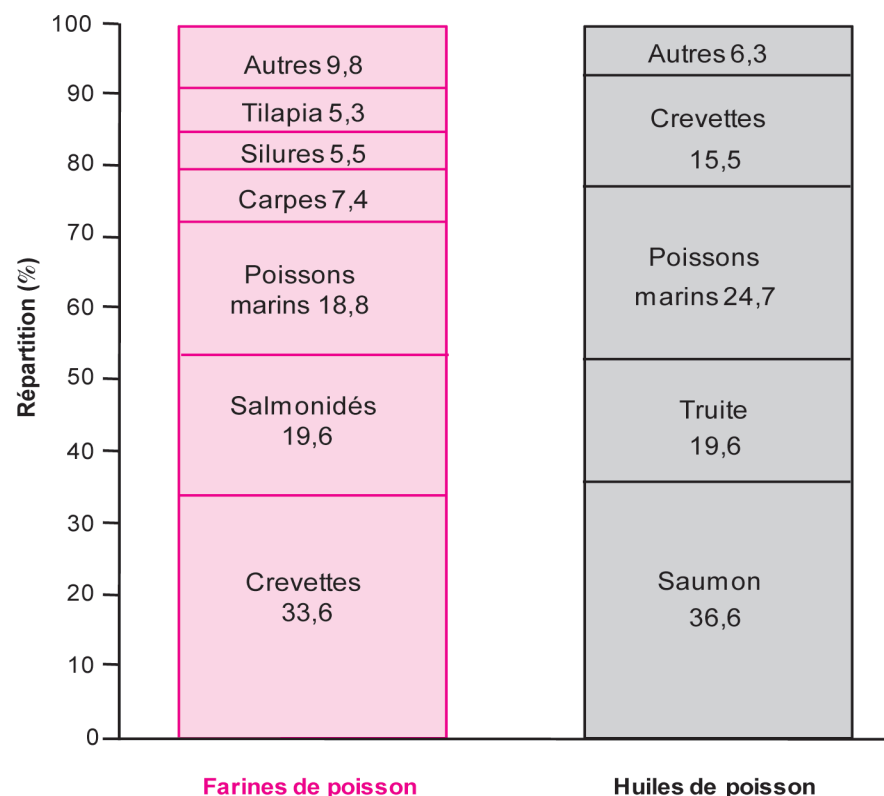 Répartition (%)
100
90
80
70
60
50
40
30
20
10
0
Autres 9,8
Tilapia 5,3
Silures 5,5
Carpes 7,4
Poissons
marins 18,8
Salmonidés
19,6
Crevettes
33,6
Farines de poisson
Autres 6,3
Crevettes
15,5
Poissons
marins 24,7
Truite
19,6
Saumon
36,6
Huiles de poisson